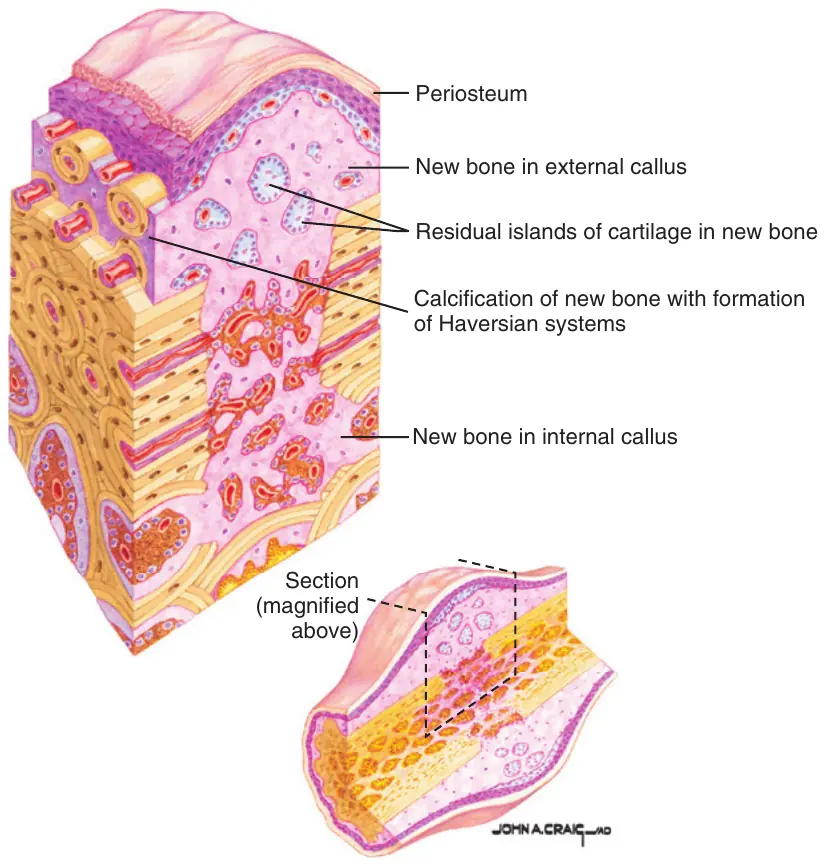 Periosteum
New bone in external callus
Residual islands of cartilage in new bone
Calcification of new bone with formation
of Haversian systems
New bone in internal callus
Section
(magnified
above)
JOHN A. CRAIG AD